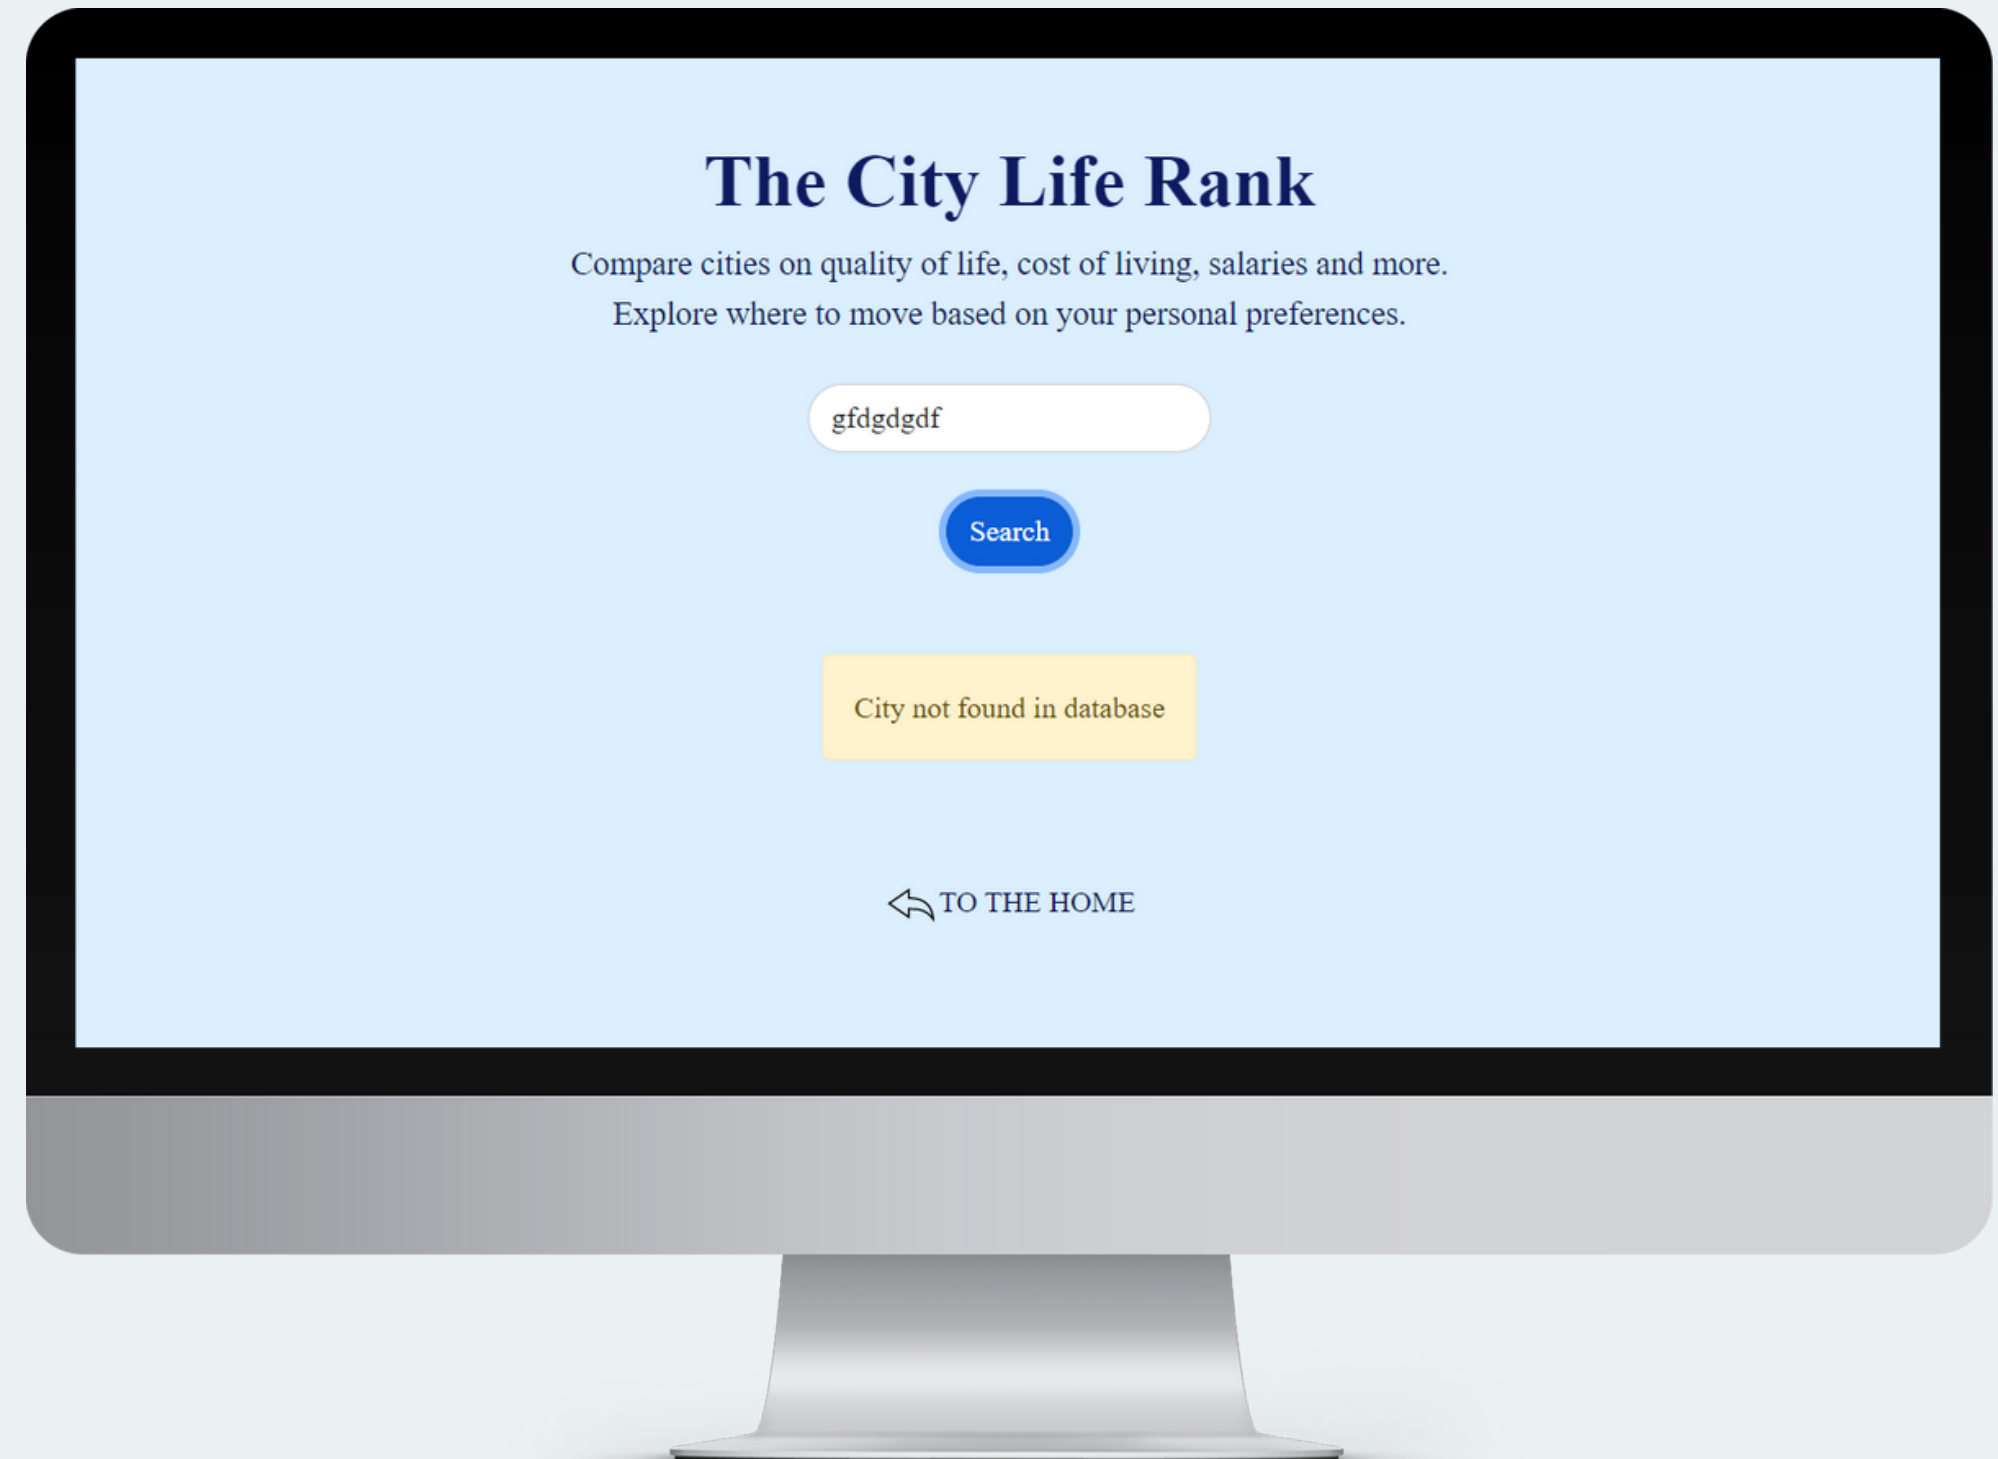 The City Life Rank
Compare cities on quality of life, cost of living, salaries and more.
Explore where to move based on your personal preferences.
gfdgdgdf
Search
City not found in database
TO THE HOME